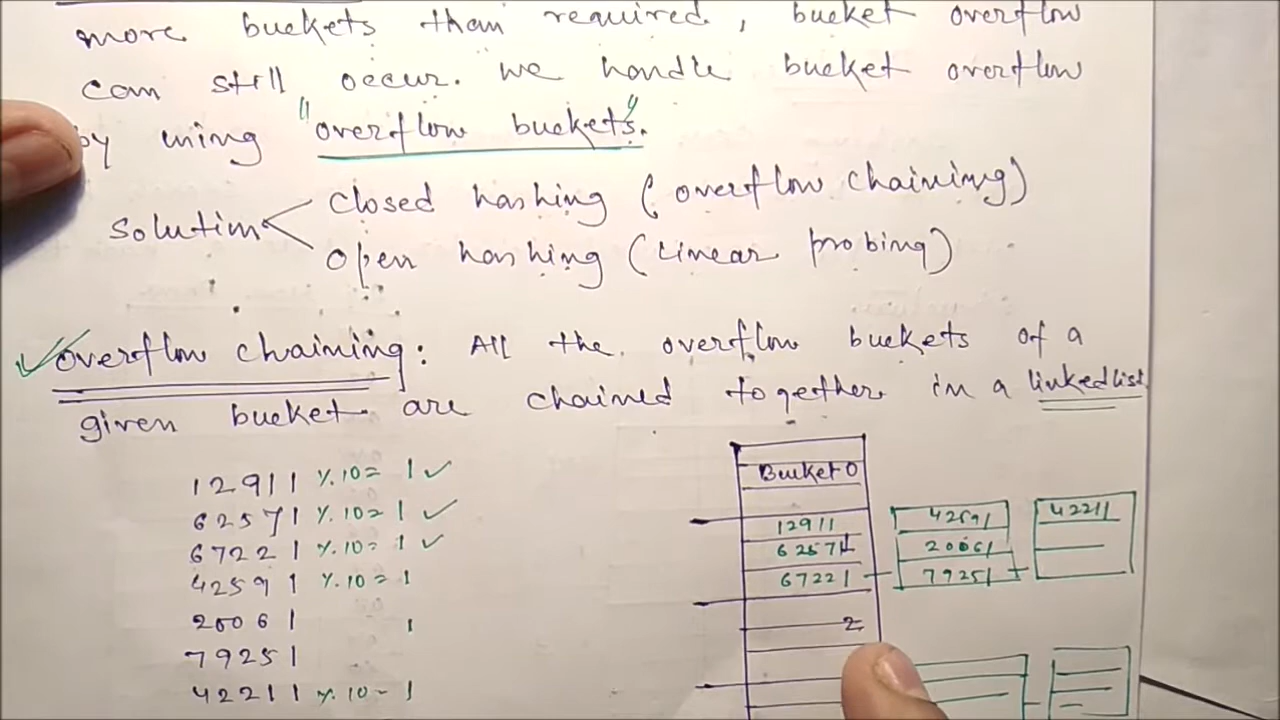 more buckets than required, bucket overflow
can still occur. we handle bucket overflow
by using "overflow buckets".
solution
closed hashing (overflow chaining)
open hashing (linear probing)
overflow chaining: All the overflow buckets of a
given bucket are chained together in a linkedlist
12911 %10= 1 ✓
62571 %10= 1 ✓
67221 %10= 1 ✓
42591 %10= 1
20061 1
79251
42211 %10= 1
Bucket 0
12911
62571
67221
42591
20061
79251
42211
2